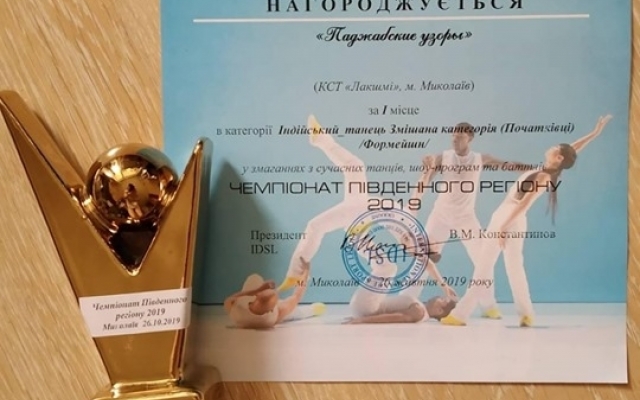 НАГОРОДЖУЄТЬСЯ
«Паджабские узоры»
(КСТ «Лакшмі», м. Миколаїв)
за I місце
в категорії Індійський_танець Змішана категорія (Початківці)
/Формейшн/
у змаганнях з сучасних танців, шоу-програм та баттлів
ЧЕМПІОНАТ ПІВДЕННОГО РЕГІОНУ
2019
Президент В.М. Константинов
IDSL
м. Миколаїв 26 жовтня 2019 року
Чемпіонат Південного
регіону 2019
Миколаїв 26.10.2019